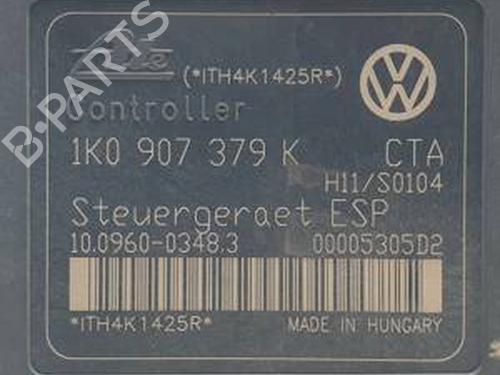 Ate (*ITH4K1425R*)
Controller
1K0 907 379 K CTA
H11/S0104
Steuergeraet ESP
10.0960-0348.3 00005305D2
*ITH4K1425R* MADE IN HUNGARY
B-PARTS